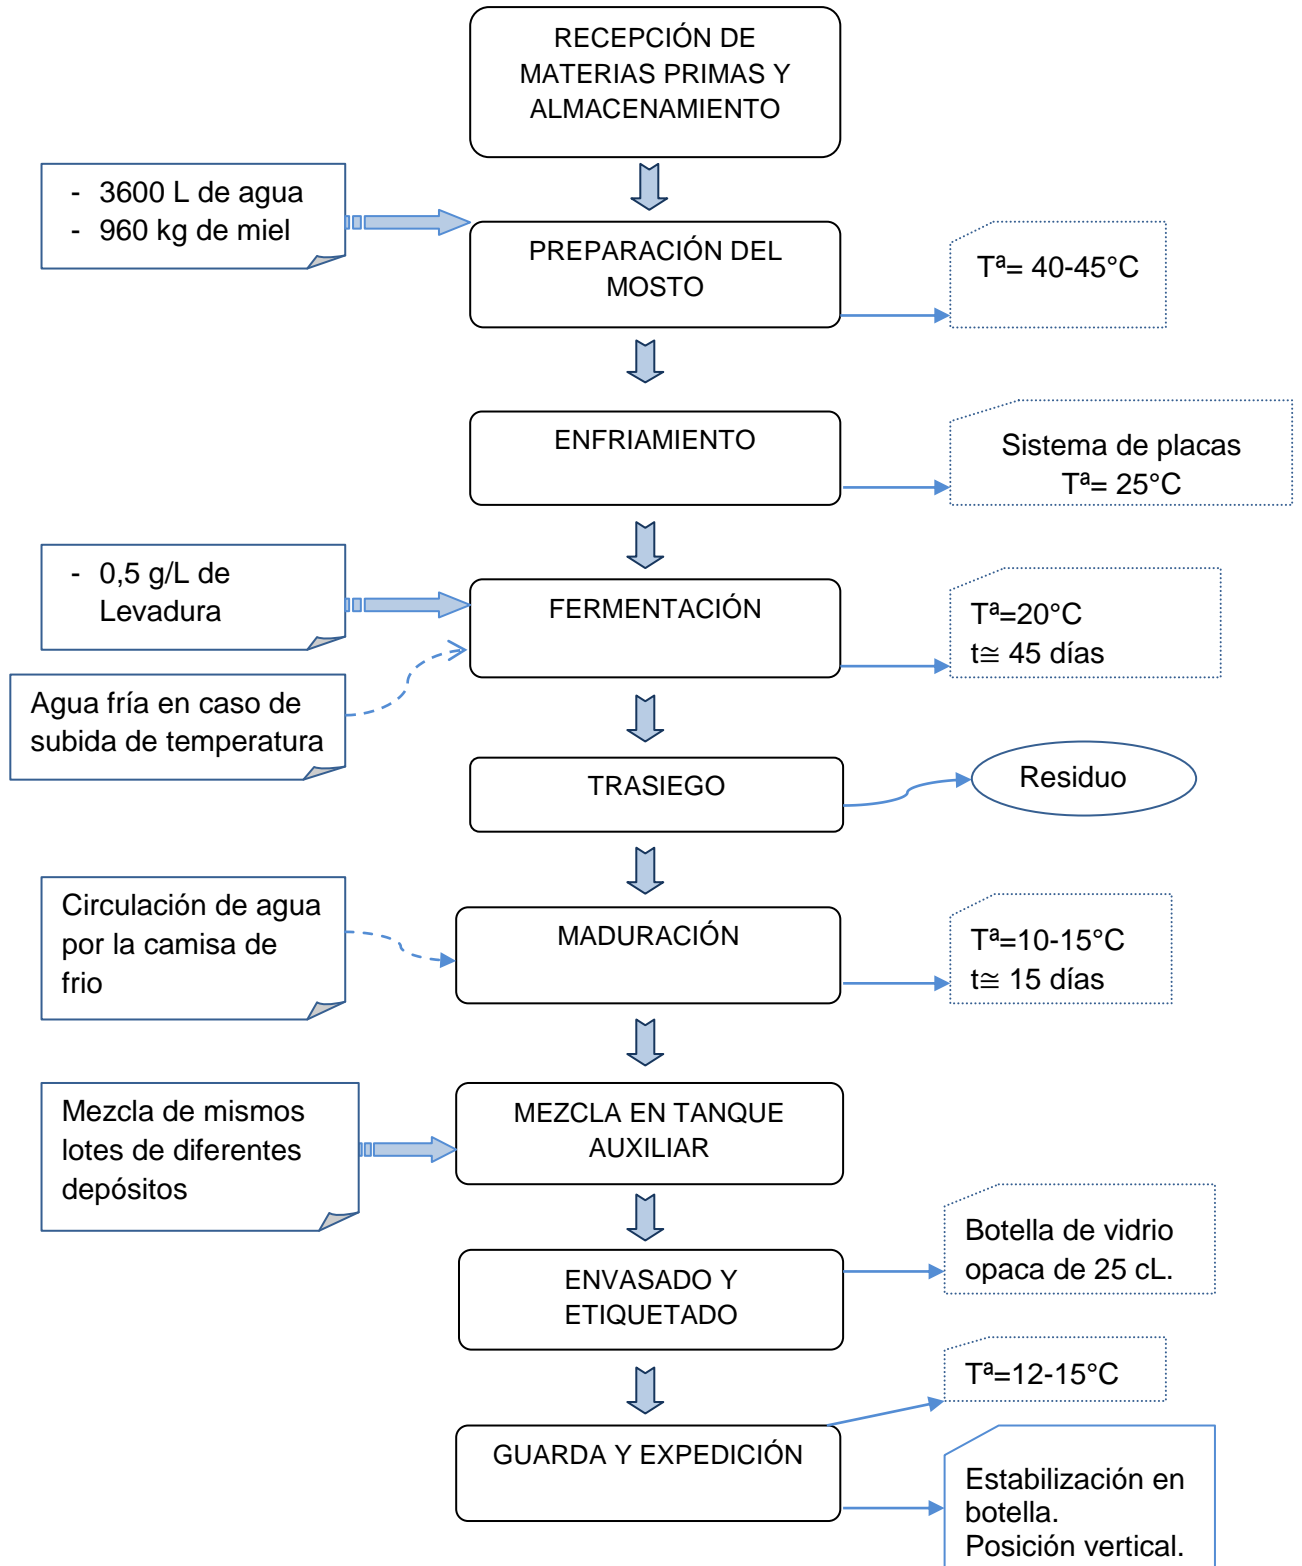 RECEPCIÓN DE
MATERIAS PRIMAS Y
ALMACENAMIENTO
- 3600 L de agua
- 960 kg de miel
PREPARACIÓN DEL
MOSTO
Tª= 40-45°C
ENFRIAMIENTO
Sistema de placas
Tª= 25°C
- 0,5 g/L de
Levadura
FERMENTACIÓN
Tª=20°C
t≅ 45 días
Agua fría en caso de
subida de temperatura
TRASIEGO
Residuo
Circulación de agua
por la camisa de
frio
MADURACIÓN
Tª=10-15°C
t≅ 15 días
Mezcla de mismos
lotes de diferentes
depósitos
MEZCLA EN TANQUE
AUXILIAR
ENVASADO Y
ETIQUETADO
Botella de vidrio
opaca de 25 cL.
Tª=12-15°C
GUARDA Y EXPEDICIÓN
Estabilización en
botella.
Posición vertical.